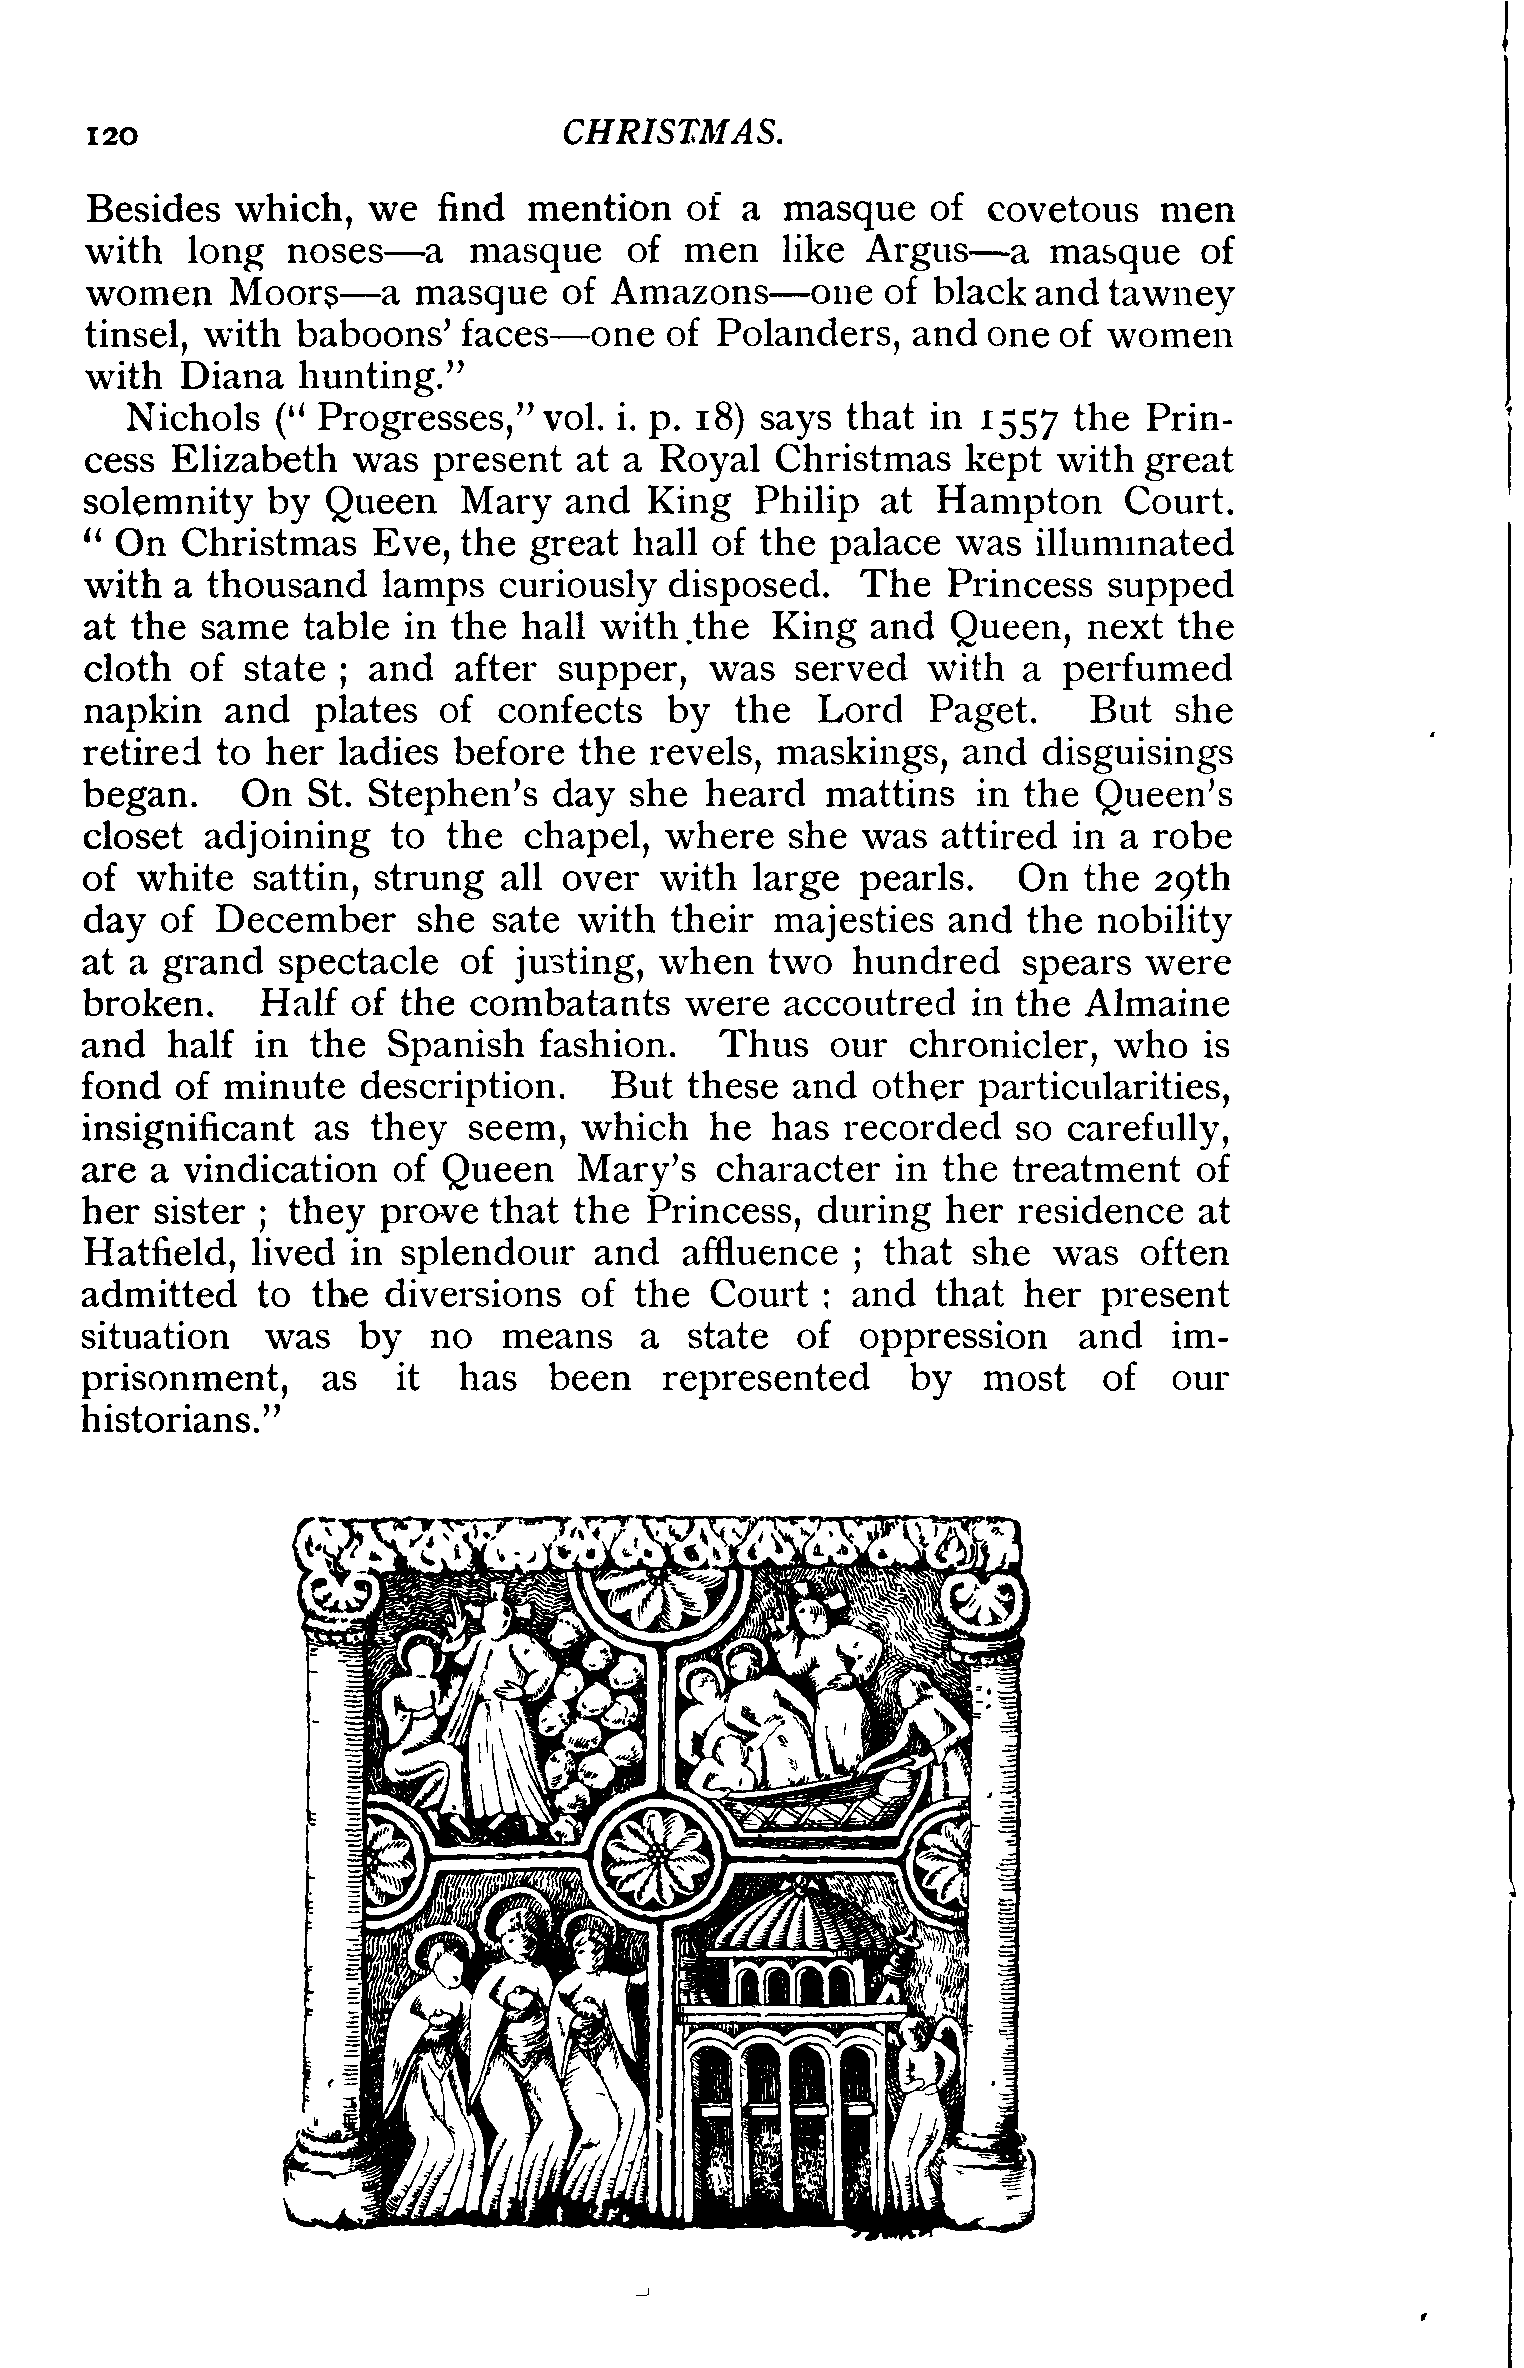 120 CHRISTMAS.
Besides which, we find mention of a masque of covetous men
with long noses—a masque of men like Argus—a masque of
women Moors—a masque of Amazons—one of black and tawney
tinsel, with baboons' faces—one of Polanders, and one of women
with Diana hunting."
Nichols ("Progresses," vol. i. p. 18) says that in 1557 the Prin-
cess Elizabeth was present at a Royal Christmas kept with great
solemnity by Queen Mary and King Philip at Hampton Court.
"On Christmas Eve, the great hall of the palace was illuminated
with a thousand lamps curiously disposed. The Princess supped
at the same table in the hall with the King and Queen, next the
cloth of state ; and after supper, was served with a perfumed
napkin and plates of confects by the Lord Paget. But she
retired to her ladies before the revels, maskings, and disguisings
began. On St. Stephen's day she heard mattins in the Queen's
closet adjoining to the chapel, where she was attired in a robe
of white sattin, strung all over with large pearls. On the 29th
day of December she sate with their majesties and the nobility
at a grand spectacle of justing, when two hundred spears were
broken. Half of the combatants were accoutred in the Almaine
and half in the Spanish fashion. Thus our chronicler, who is
fond of minute description. But these and other particularities,
insignificant as they seem, which he has recorded so carefully,
are a vindication of Queen Mary's character in the treatment of
her sister ; they prove that the Princess, during her residence at
Hatfield, lived in splendour and affluence ; that she was often
admitted to the diversions of the Court ; and that her present
situation was by no means a state of oppression and im-
prisonment, as it has been represented by most of our
historians."